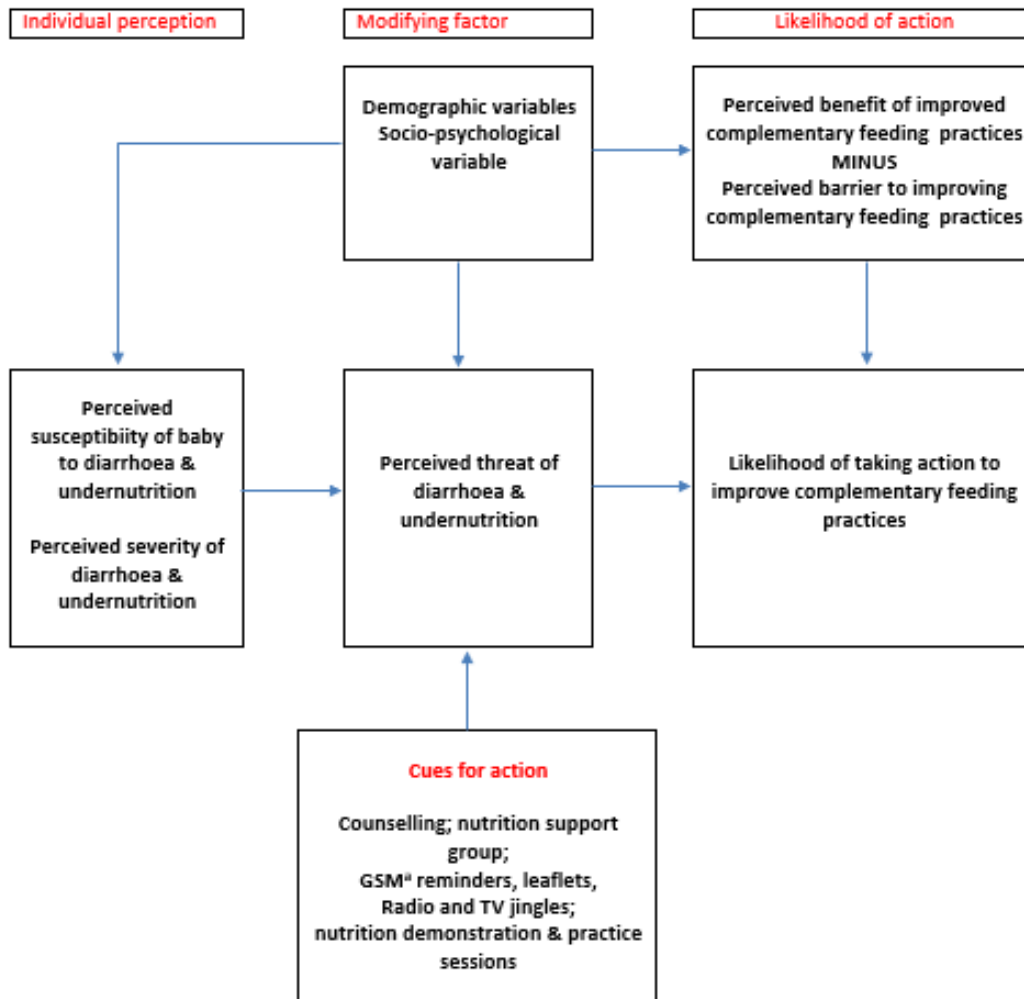 Individual perception
Modifying factor
Likelihood of action
Demographic variables
Socio-psychological
variable
Perceived benefit of improved
complementary feeding practices
MINUS
Perceived barrier to improving
complementary feeding practices
Perceived
susceptibiity of baby
to diarrhoea &
undernutrition
Perceived severity of
diarrhoea &
undernutrition
Perceived threat of
diarrhoea &
undernutrition
Likelihood of taking action to
improve complementary feeding
practices
Cues for action
Counselling; nutrition support
group;
GSMᵃ reminders, leaflets,
Radio and TV jingles;
nutrition demonstration & practice
sessions